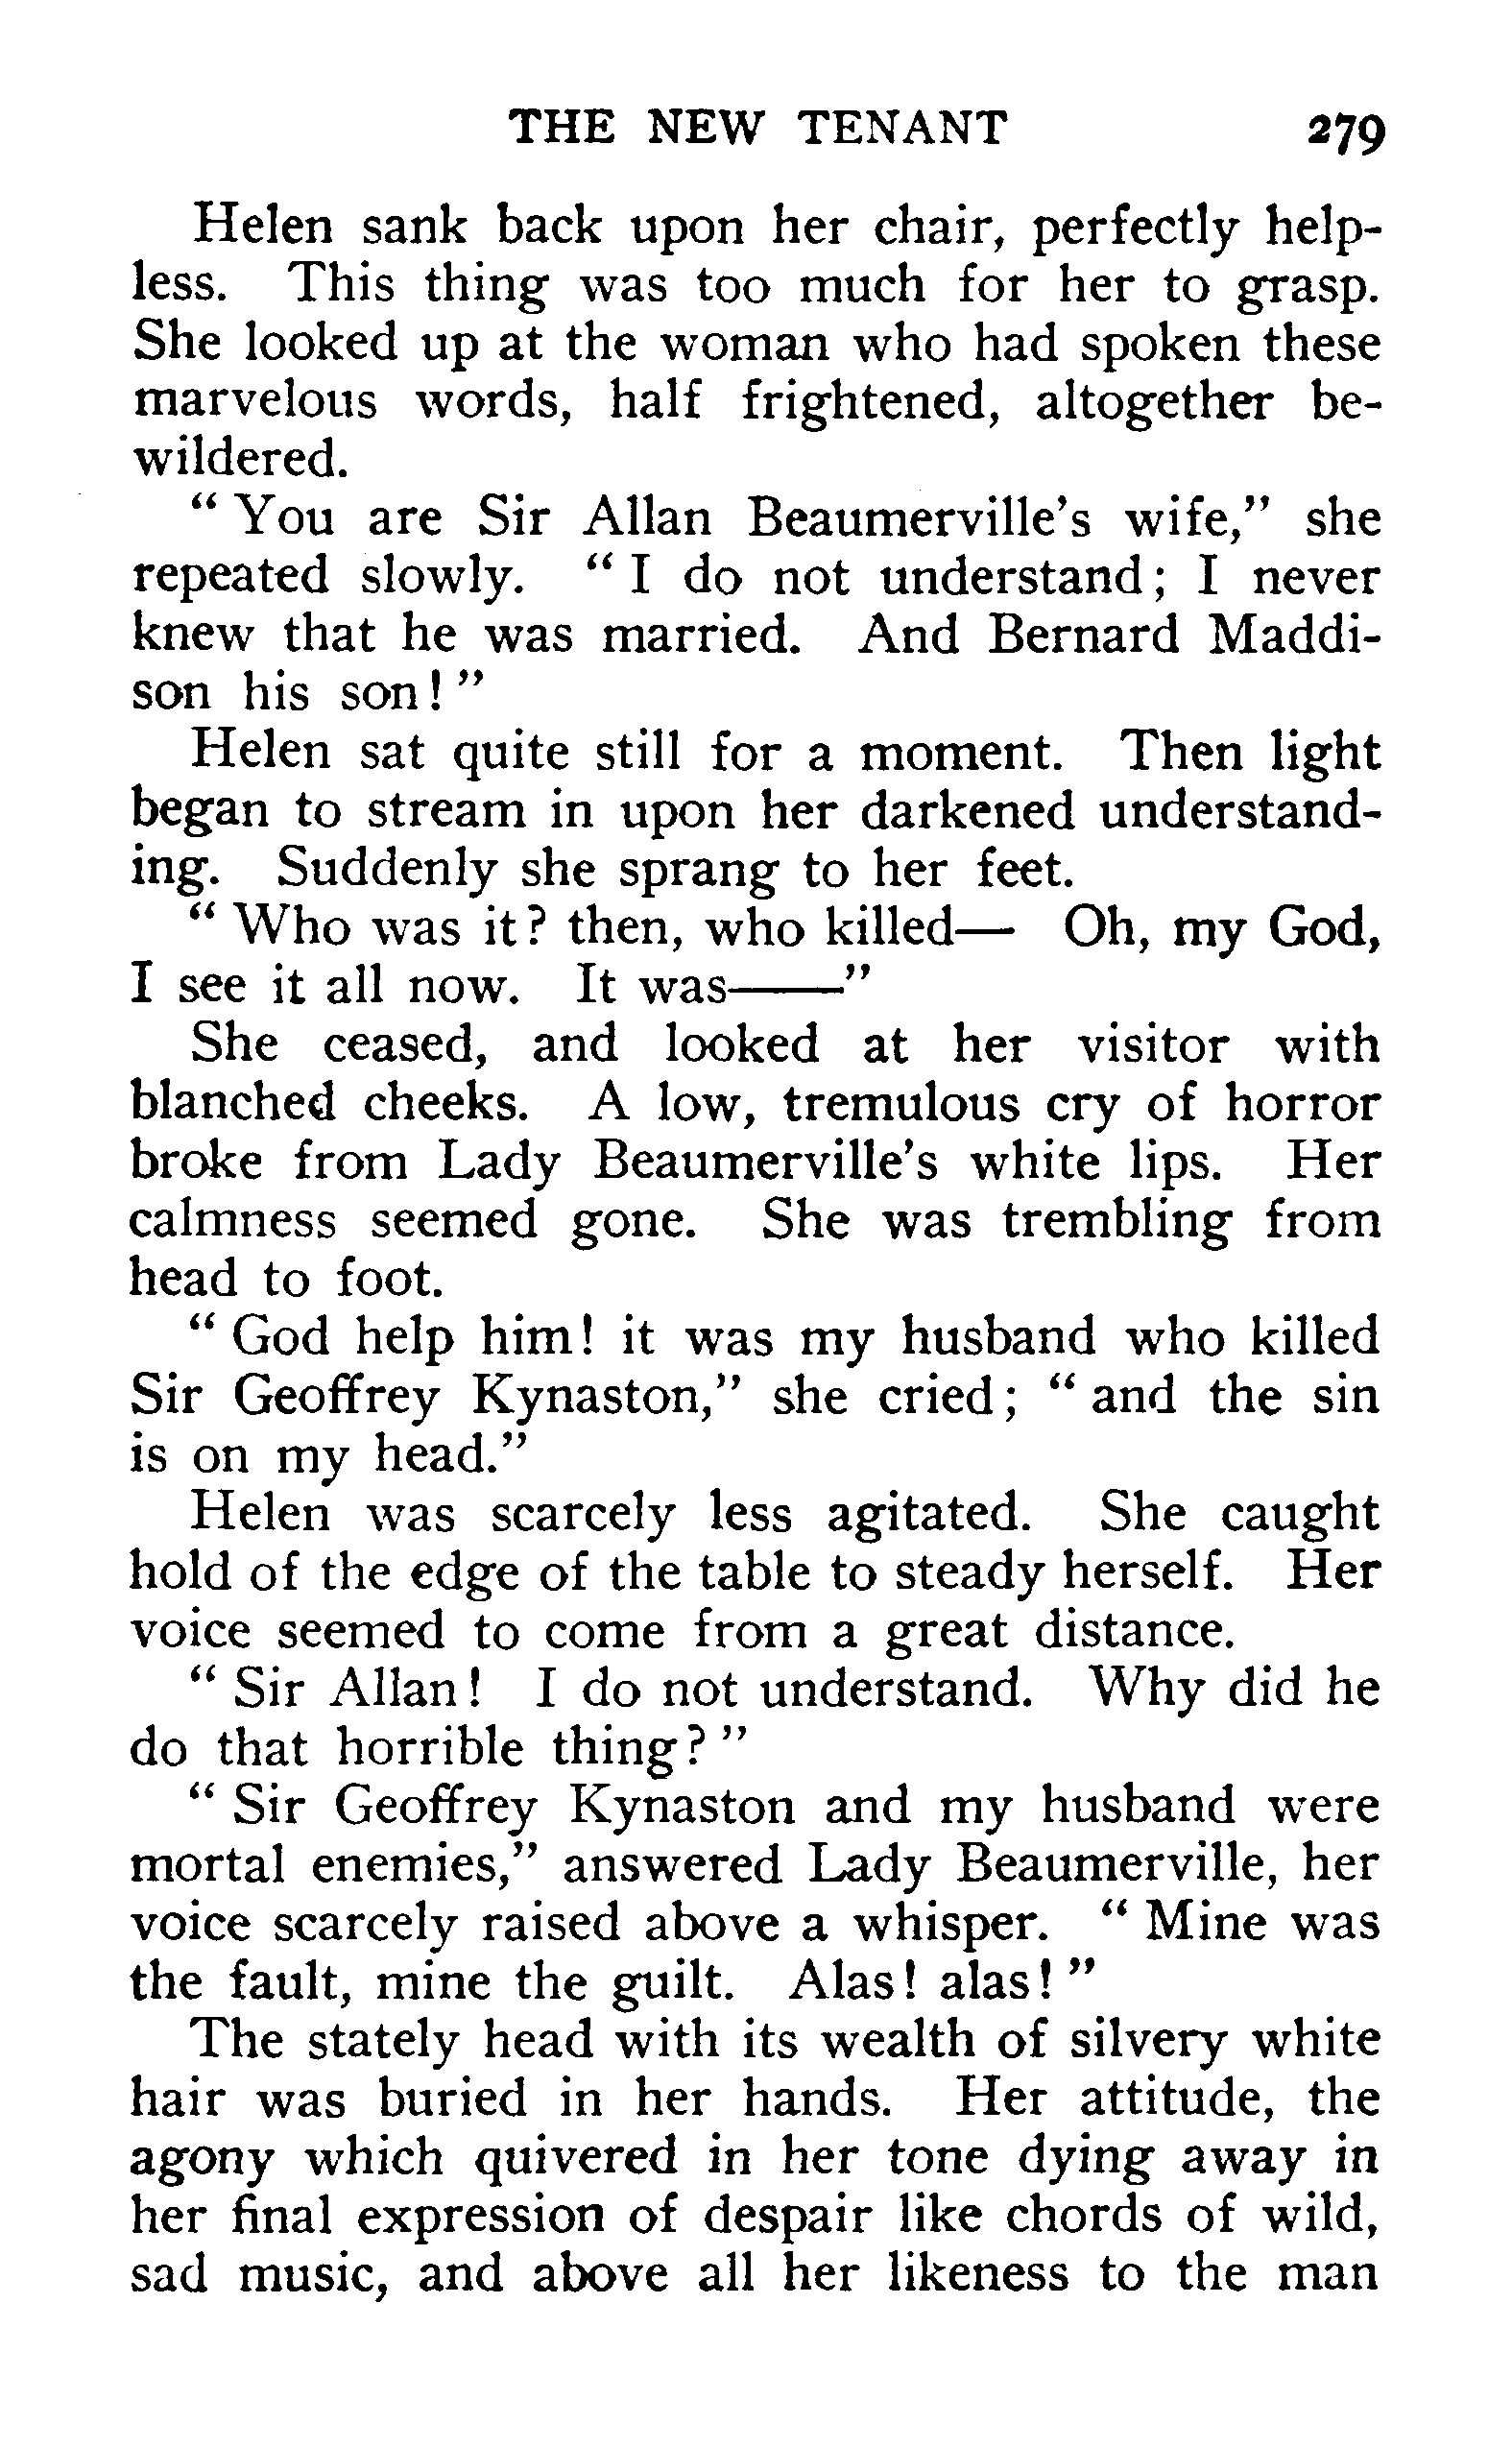 THE NEW TENANT 279
Helen sank back upon her chair, perfectly help-
less. This thing was too much for her to grasp.
She looked up at the woman who had spoken these
marvelous words, half frightened, altogether be-
wildered.
“ You are Sir Allan Beaumerville’s wife,” she
repeated slowly. “ I do not understand; I never
knew that he was married. And Bernard Maddi-
son his son! ”
Helen sat quite still for a moment. Then light
began to stream in upon her darkened understand-
ing. Suddenly she sprang to her feet.
“ Who was it? then, who killed— Oh, my God,
I see it all now. It was——”
She ceased, and looked at her visitor with
blanched cheeks. A low, tremulous cry of horror
broke from Lady Beaumerville’s white lips. Her
calmness seemed gone. She was trembling from
head to foot.
“ God help him! it was my husband who killed
Sir Geoffrey Kynaston,” she cried; “ and the sin
is on my head.”
Helen was scarcely less agitated. She caught
hold of the edge of the table to steady herself. Her
voice seemed to come from a great distance.
“ Sir Allan! I do not understand. Why did he
do that horrible thing? ”
“ Sir Geoffrey Kynaston and my husband were
mortal enemies,” answered Lady Beaumerville, her
voice scarcely raised above a whisper. “ Mine was
the fault, mine the guilt. Alas! alas! ”
The stately head with its wealth of silvery white
hair was buried in her hands. Her attitude, the
agony which quivered in her tone dying away in
her final expression of despair like chords of wild,
sad music, and above all her likeness to the man